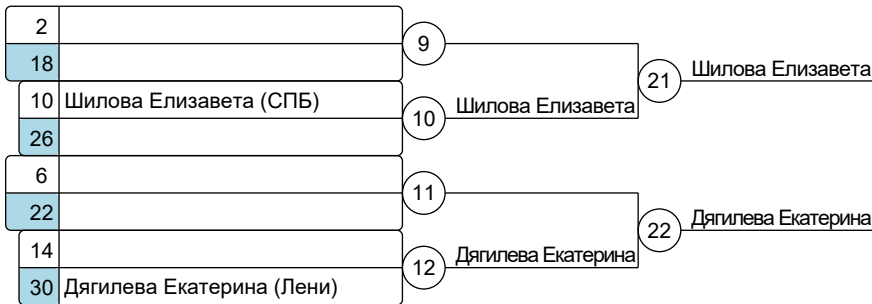 2
9
18
10 Шилова Елизавета (СПБ)
10 Шилова Елизавета
26
21 Шилова Елизавета
6
11
22
14
12 Дягилева Екатерина
30 Дягилева Екатерина (Лени)
22 Дягилева Екатерина